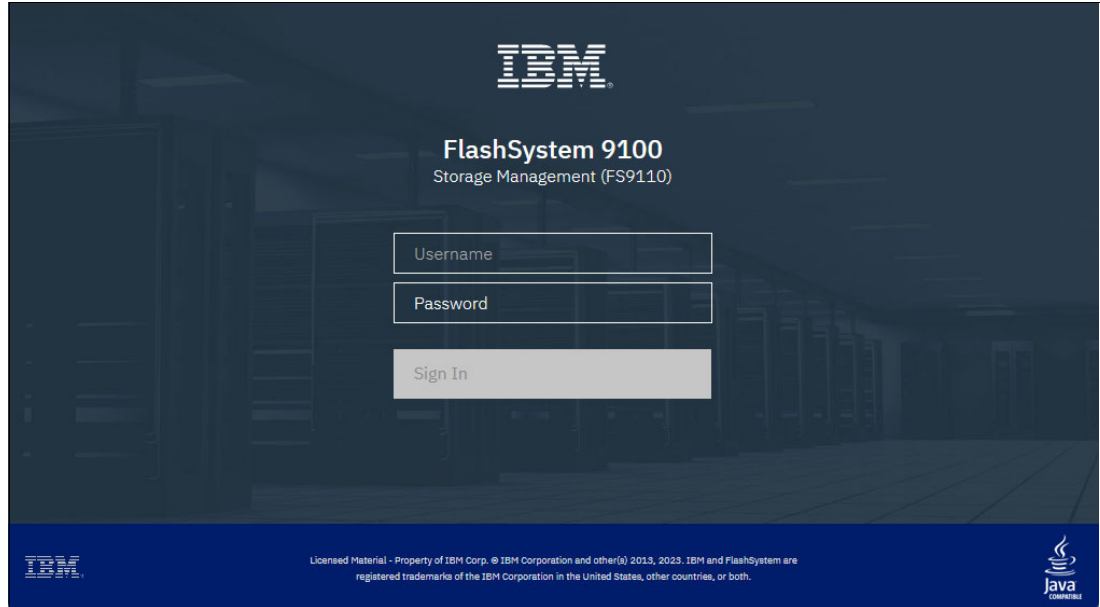 IBM®
FlashSystem 9100
Storage Management (FS9110)
Username
Password
Sign In
IBM.
Licensed Material - Property of IBM Corp. © IBM Corporation and other(s) 2013, 2023. IBM and FlashSystem are
registered trademarks of the IBM Corporation in the United States, other countries, or both.
Java
COMPATIBLE